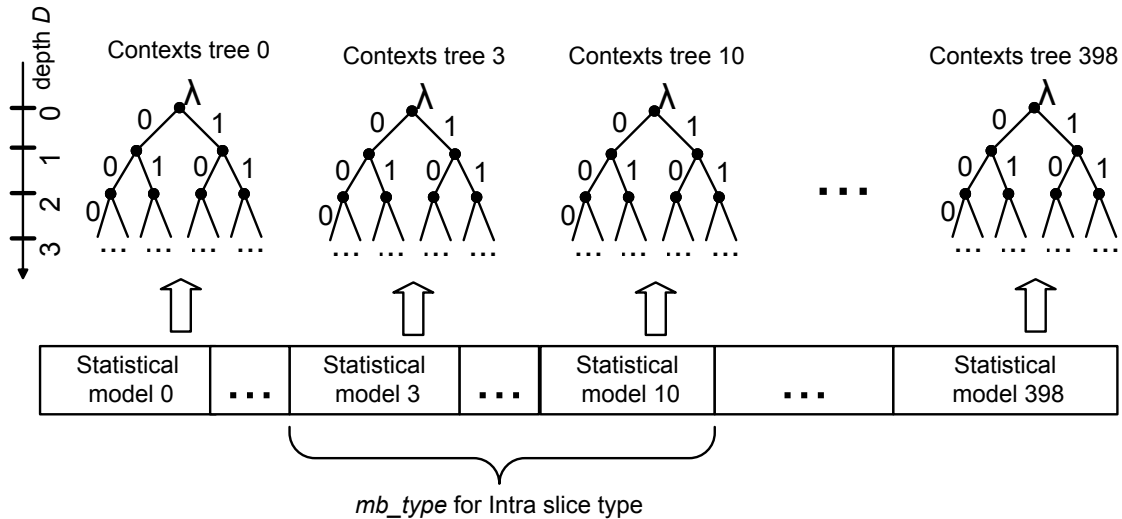 depth D
0
1
2
3
Contexts tree 0
Contexts tree 3
Contexts tree 10
Contexts tree 398
λ
λ
λ
λ
0 1
0 1
0 1
0 1
0 1 0 1
0 1 0 1
0 1 0 1
0 1 0 1
0
0
0
0
... ... ... ...
... ... ... ...
... ... ... ...
...
... ... ... ...
Statistical
model 0
...
Statistical
model 3
...
Statistical
model 10
...
Statistical
model 398
mb_type for Intra slice type